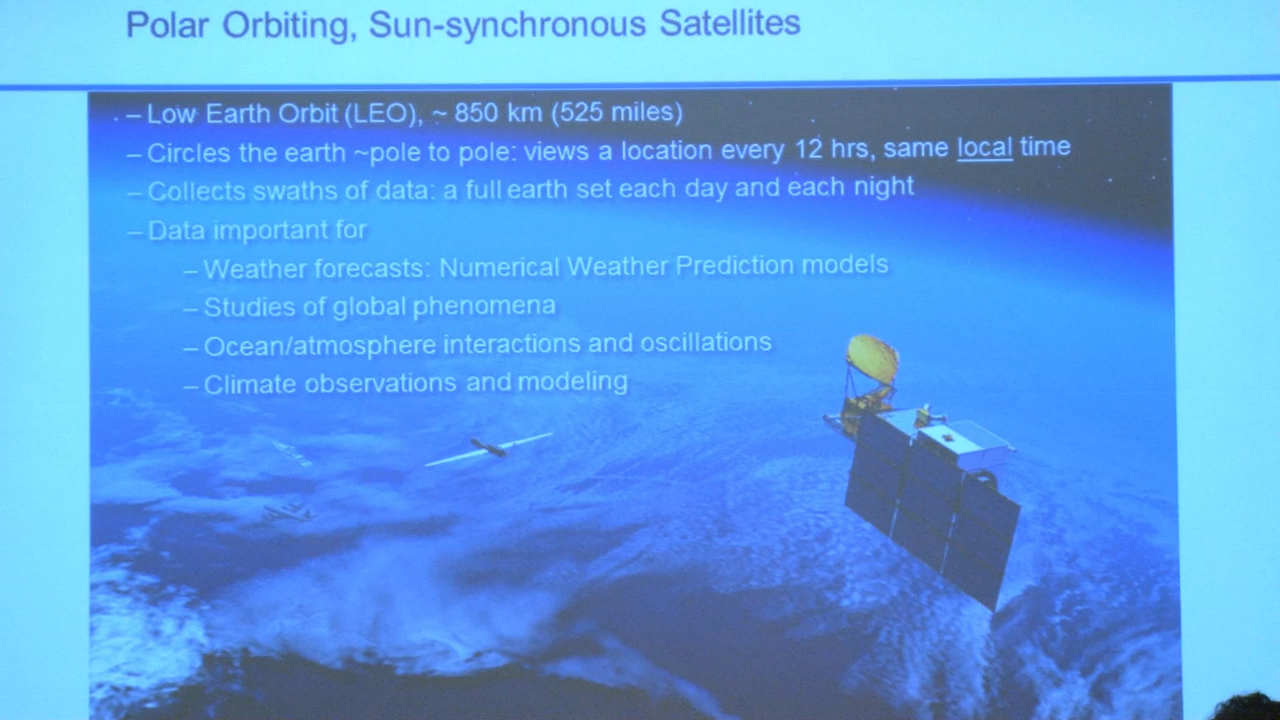 Polar Orbiting, Sun-synchronous Satellites
– Low Earth Orbit (LEO), ~ 850 km (525 miles)
– Circles the earth ~pole to pole: views a location every 12 hrs, same local time
– Collects swaths of data: a full earth set each day and each night
– Data important for
– Weather forecasts: Numerical Weather Prediction models
– Studies of global phenomena
– Ocean/atmosphere interactions and oscillations
– Climate observations and modeling